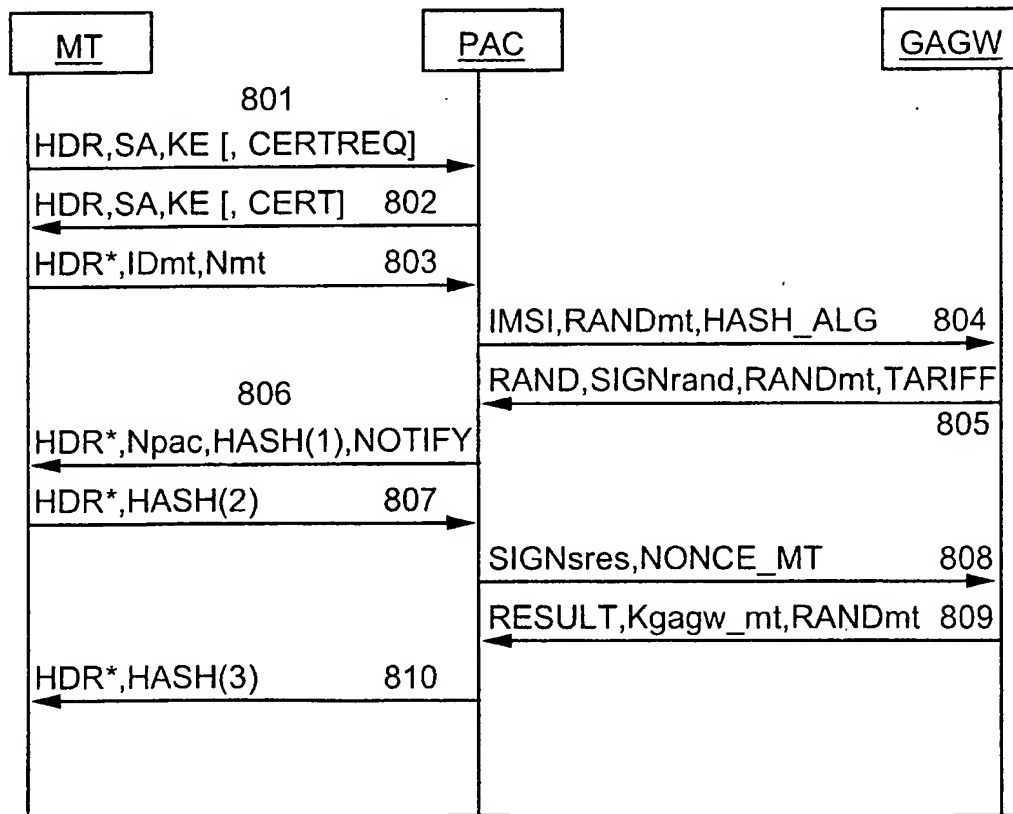 MT PAC GAGW
801
HDR,SA,KE [, CERTREQ]
HDR,SA,KE [, CERT] 802
HDR*,IDmt,Nmt 803
IMSI,RANDmt,HASH_ALG 804
RAND,SIGNrand,RANDmt,TARIFF
805
806
HDR*,Npac,HASH(1),NOTIFY
HDR*,HASH(2) 807
SIGNsres,NONCE_MT 808
RESULT,Kgagw_mt,RANDmt 809
HDR*,HASH(3) 810